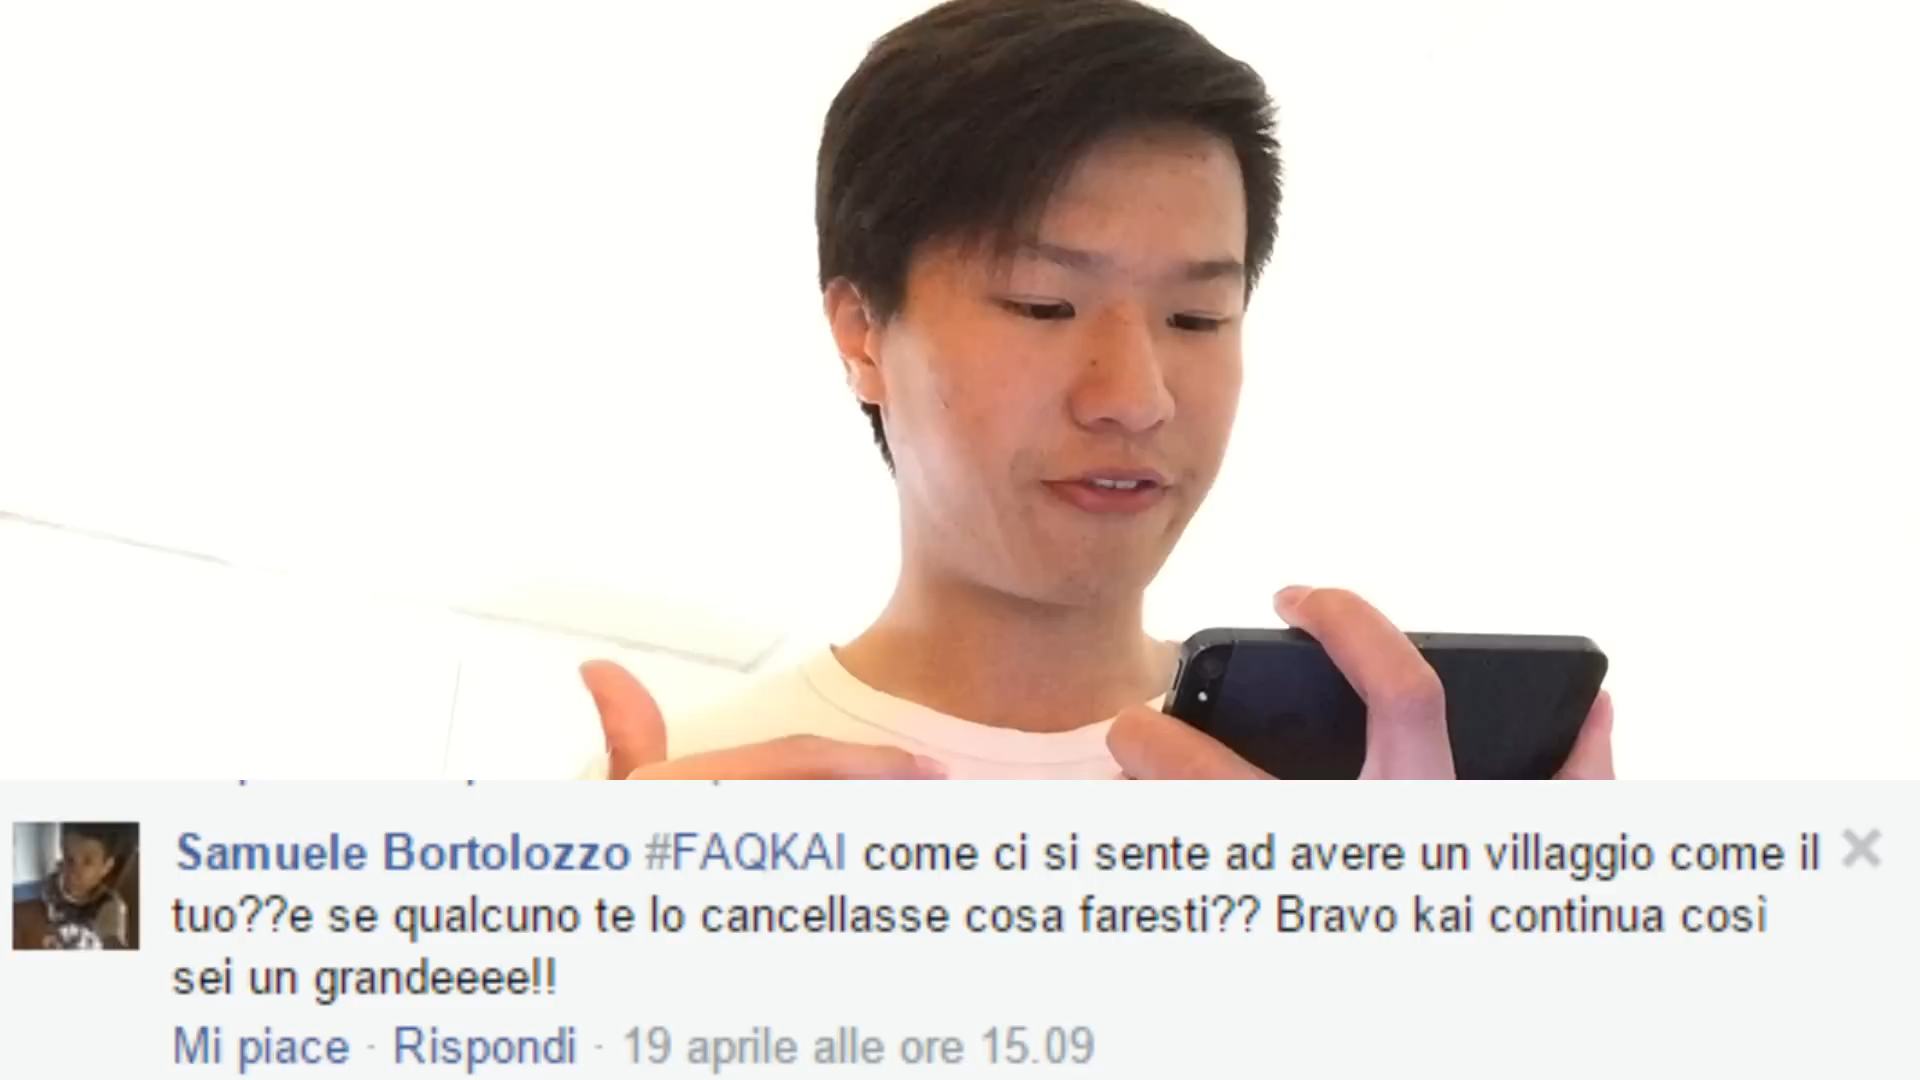 Samuele Bortolozzo #FAQKAI come ci si sente ad avere un villaggio come il
tuo??e se qualcuno te lo cancellasse cosa faresti?? Bravo kai continua così
sei un grandeeee!!
Mi piace · Rispondi · 19 aprile alle ore 15.09